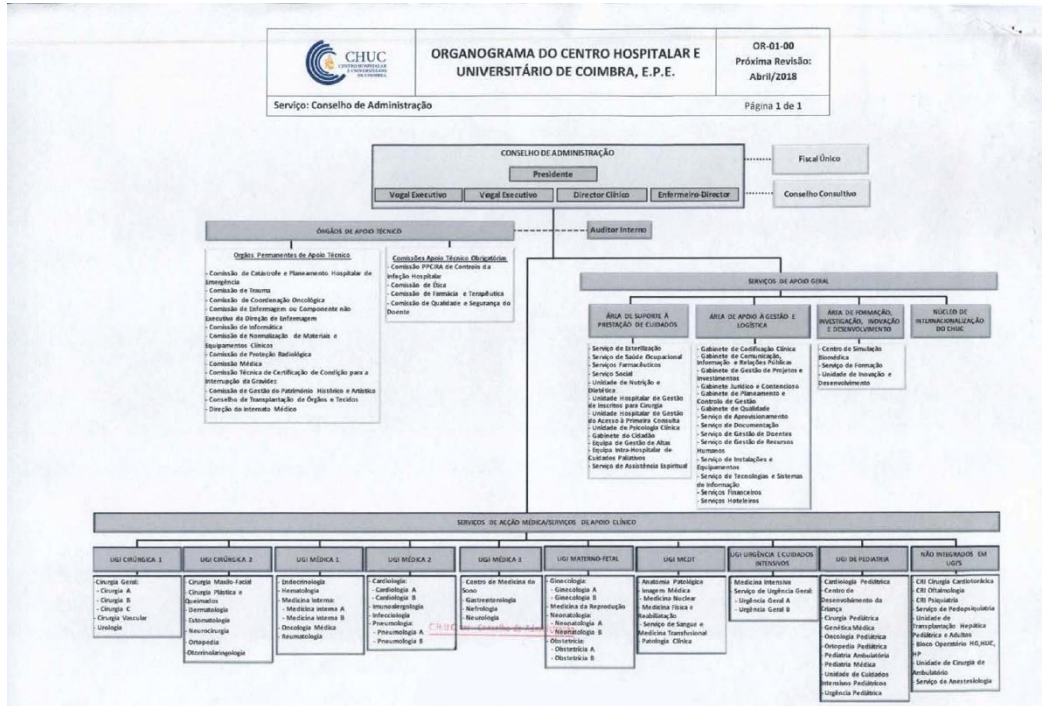 CHUC
CENTRO HOSPITALAR
E UNIVERSITÁRIO
DE COIMBRA
ORGANOGRAMA DO CENTRO HOSPITALAR E
UNIVERSITÁRIO DE COIMBRA, E.P.E.
OR-01-00
Próxima Revisão:
Abril/2018
Serviço: Conselho de Administração
Página 1 de 1
CONSELHO DE ADMINISTRAÇÃO
Presidente
Vogal Executivo
Vogal Executivo
Director Clínico
Enfermeiro-Director
Fiscal Único
Conselho Consultivo
ÓRGÃOS DE APOIO TÉCNICO
Auditor Interno
Orgãos Permanentes de Apoio Técnico
- Comissão de Catástrofe e Planeamento Hospitalar de
Emergência
- Comissão de Trauma
- Comissão de Coordenação Oncológica
- Comissão de Enfermagem ou Componente não
Executiva da Direção de Enfermagem
- Comissão de Informática
- Comissão de Normalização de Materiais e
Equipamentos Clínicos
- Comissão de Proteção Radiológica
- Comissão Médica
- Comissão Técnica de Certificação de Condição para a
Interrupção da Gravidez
- Comissão de Gestão do Património Histórico e Artístico
- Conselho de Transplantação de Órgãos e Tecidos
- Direção do Internato Médico
Comissões Apoio Técnico Obrigatórias
- Comissão PPCIRA de Controlo da
Infeção Hospitalar
- Comissão de Ética
- Comissão de Farmácia e Terapêutica
- Comissão de Qualidade e Segurança do
Doente
SERVIÇOS DE APOIO GERAL
ÁREA DE SUPORTE À
PRESTAÇÃO DE CUIDADOS
- Serviço de Esterilização
- Serviço de Saúde Ocupacional
- Serviços Farmacêuticos
- Serviço Social
- Unidade de Nutrição e
Dietética
- Unidade Hospitalar de Gestão
de Inscritos para Cirurgia
- Unidade Hospitalar de Gestão
do Acesso à Primeira Consulta
- Unidade de Psicologia Clínica
- Gabinete do Cidadão
- Equipa de Gestão de Altas
- Equipa Intra-Hospitalar de
Cuidados Paliativos
- Serviço de Assistência Espiritual
ÁREA DE APOIO À GESTÃO E
LOGÍSTICA
- Gabinete de Codificação Clínica
- Gabinete de Comunicação,
Informação e Relações Públicas
- Gabinete de Gestão de Projetos e
Investimentos
- Gabinete Jurídico e Contencioso
- Gabinete de Planeamento e
Controlo de Gestão
- Gabinete de Qualidade
- Serviço de Aprovisionamento
- Serviço de Documentação
- Serviço de Gestão de Doentes
- Serviço de Gestão de Recursos
Humanos
- Serviço de Instalações e
Equipamentos
- Serviço de Tecnologias e Sistemas
de Informação
- Serviços Financeiros
- Serviços Hoteleiros
ÁREA DE FORMAÇÃO,
INVESTIGAÇÃO, INOVAÇÃO
E DESENVOLVIMENTO
- Centro de Simulação
Biomédica
- Serviço de Formação
- Unidade de Inovação e
Desenvolvimento
NÚCLEO DE
INTERNACIONALIZAÇÃO
DO CHUC
SERVIÇOS DE ACÇÃO MÉDICA/SERVIÇOS DE APOIO CLÍNICO
UGI CIRÚRGICA 1
-Cirurgia Geral:
- Cirurgia A
- Cirurgia B
- Cirurgia C
- Cirurgia Vascular
- Urologia
UGI CIRÚRGICA 2
- Cirurgia Maxilo-Facial
- Cirurgia Plástica e
Queimados
- Dermatologia
- Estomatologia
- Neurocirurgia
- Ortopedia
- Otorrinolaringologia
UGI MÉDICA 1
- Endocrinologia
- Hematologia
- Medicina Interna:
- Medicina Interna A
- Medicina Interna B
- Oncologia Médica
- Reumatologia
UGI MÉDICA 2
- Cardiologia:
- Cardiologia A
- Cardiologia B
- Imunoalergologia
- Infecciologia
- Pneumologia:
- Pneumologia A
- Pneumologia B
UGI MÉDICA 3
- Centro de Medicina do
Sono
- Gastrenterologia
- Nefrologia
- Neurologia
UGI MATERNO-FETAL
- Ginecologia:
- Ginecologia A
- Ginecologia B
- Medicina da Reprodução
- Neonatologia:
- Neonatologia A
- Neonatologia B
- Obstetrícia:
- Obstetrícia A
- Obstetrícia B
UGI MCDT
- Anatomia Patológica
- Imagem Médica
- Medicina Nuclear
- Medicina Física e
Reabilitação
- Serviço de Sangue e
Medicina Transfusional
- Patologia Clínica
UGI URGÊNCIA E CUIDADOS
INTENSIVOS
- Medicina Intensiva
- Serviço de Urgência Geral:
- Urgência Geral A
- Urgência Geral B
UGI DE PEDIATRIA
- Cardiologia Pediátrica
- Centro de
Desenvolvimento da
Criança
- Cirurgia Pediátrica
- Genética Médica
- Oncologia Pediátrica
- Ortopedia Pediátrica
- Pediatria Ambulatória
- Pediatria Médica
- Unidade de Cuidados
Intensivos Pediátricos
- Urgência Pediátrica
NÃO INTEGRADOS EM
UGI'S
- CRI Cirurgia Cardiotorácica
- CRI Oftalmologia
- CRI Psiquiatria
- Serviço de Pedopsiquiatria
- Unidade de
Transplantação Hepática
Pediátrica e Adultos
- Bloco Operatório HG,HUC,
HP
- Unidade de Cirurgia de
Ambulatório
- Serviço de Anestesiologia
Conselho de